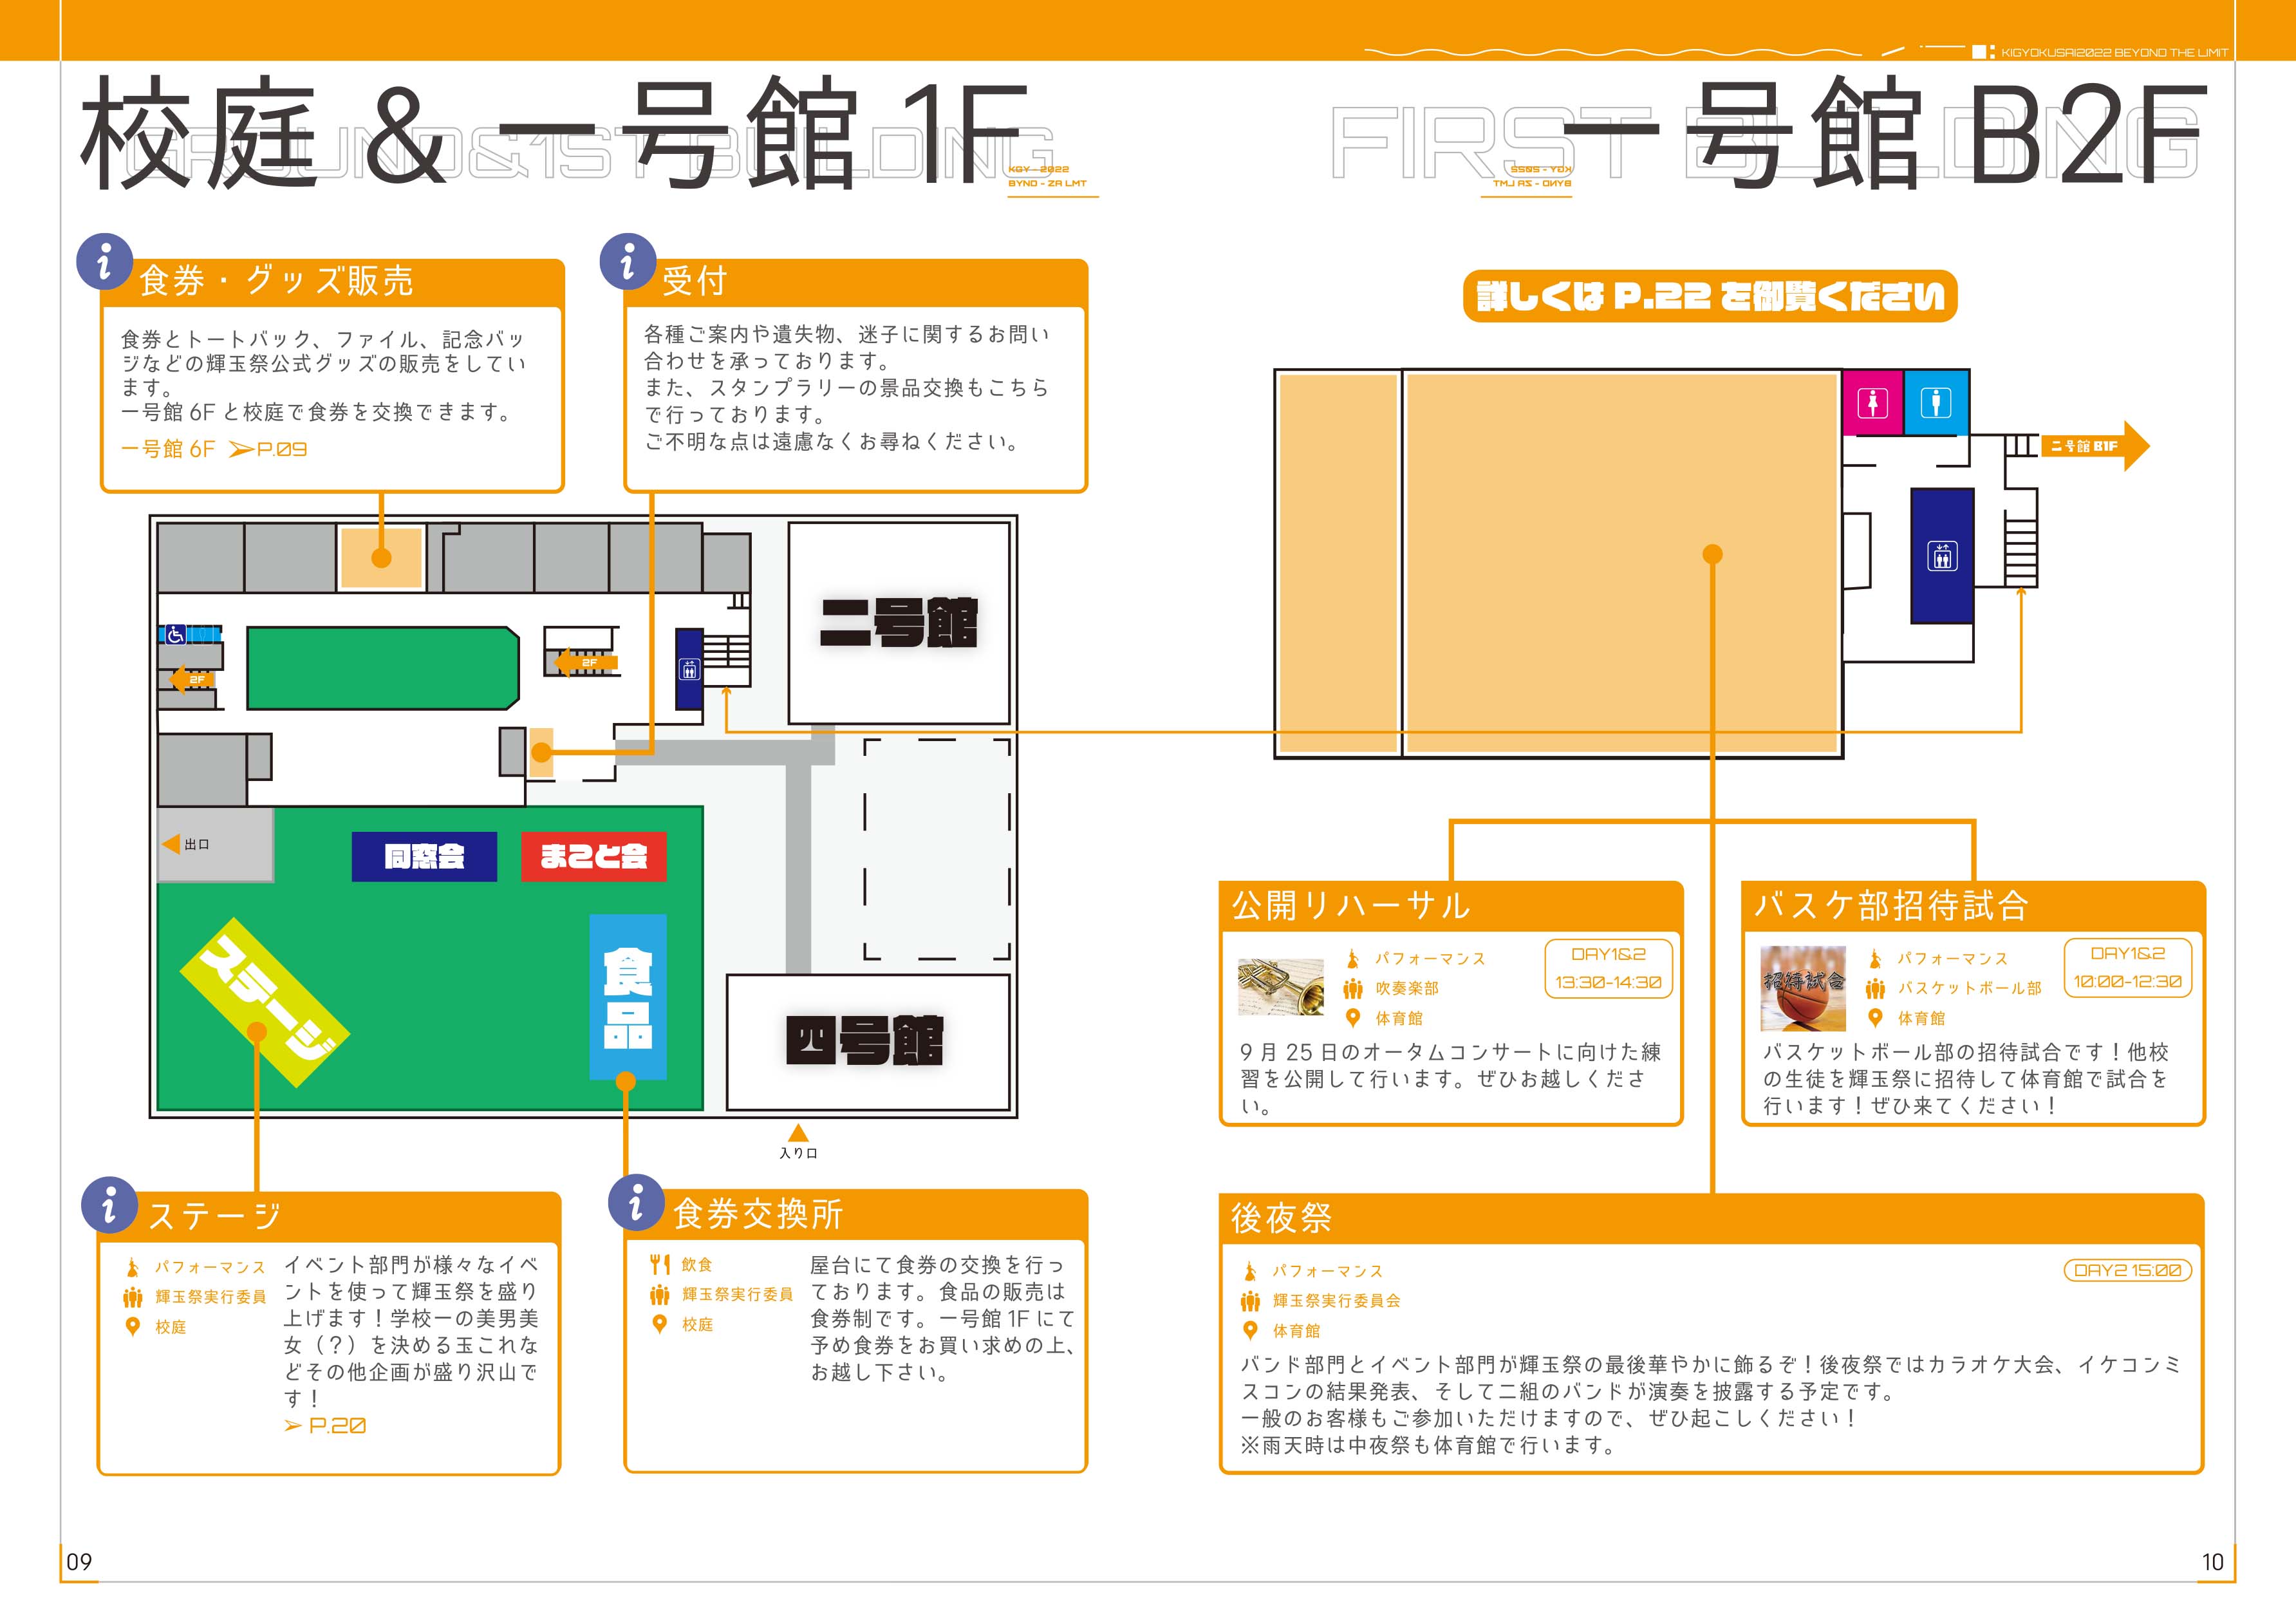 KIGYOKUSAI2022 BEYOND THE LIMIT
校庭 & 一号館 1F
GROUND&1ST BUILDING
KGY - 2022
BYND - ZA LMT
食券・グッズ販売
食券とトートバック、ファイル、記念バッ
ジなどの輝玉祭公式グッズの販売をしてい
ます。
一号館 6F と校庭で食券を交換できます。
一号館 6F ➢P.09
受付
各種ご案内や遺失物、迷子に関するお問い
合わせを承っております。
また、スタンプラリーの景品交換もこちら
で行っております。
ご不明な点は遠慮なくお尋ねください。
二号館
2F
2F
出口
同窓会
まこと会
ステージ
食品
四号館
入り口
ステージ
パフォーマンス
輝玉祭実行委員
校庭
イベント部門が様々なイベ
ントを使って輝玉祭を盛り
上げます！学校一の美男美
女（？）を決める玉これな
どその他企画が盛り沢山で
す！
➢ P.20
食券交換所
飲食
輝玉祭実行委員
校庭
屋台にて食券の交換を行っ
ております。食品の販売は
食券制です。一号館 1F にて
予め食券をお買い求めの上、
お越し下さい。
09
一号館 B2F
FIRST BUILDING
KGY - 2022
BYND - ZA LMT
詳しくは P.22 を御覧ください
二号館 B1F
公開リハーサル
パフォーマンス
吹奏楽部
体育館
DAY1&2
13:30-14:30
9 月 25 日のオータムコンサートに向けた練
習を公開して行います。ぜひお越しくださ
い。
バスケ部招待試合
招待試合
パフォーマンス
バスケットボール部
体育館
DAY1&2
10:00-12:30
バスケットボール部の招待試合です！他校
の生徒を輝玉祭に招待して体育館で試合を
行います！ぜひ来てください！
後夜祭
パフォーマンス
輝玉祭実行委員会
体育館
DAY2 15:00
バンド部門とイベント部門が輝玉祭の最後華やかに飾るぞ！後夜祭ではカラオケ大会、イケコンミ
スコンの結果発表、そして二組のバンドが演奏を披露する予定です。
一般のお客様もご参加いただけますので、ぜひ起こしください！
※雨天時は中夜祭も体育館で行います。
10